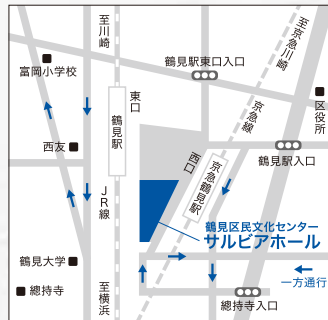 至川崎
至京急川崎
鶴見駅東口入口
富岡小学校
東口
区役所
京急線
鶴見駅
西友
鶴見駅入口
西口
京急鶴見駅
JR線
鶴見区民文化センター
サルビアホール
鶴見大学
至横浜
一方通行
總持寺
總持寺入口